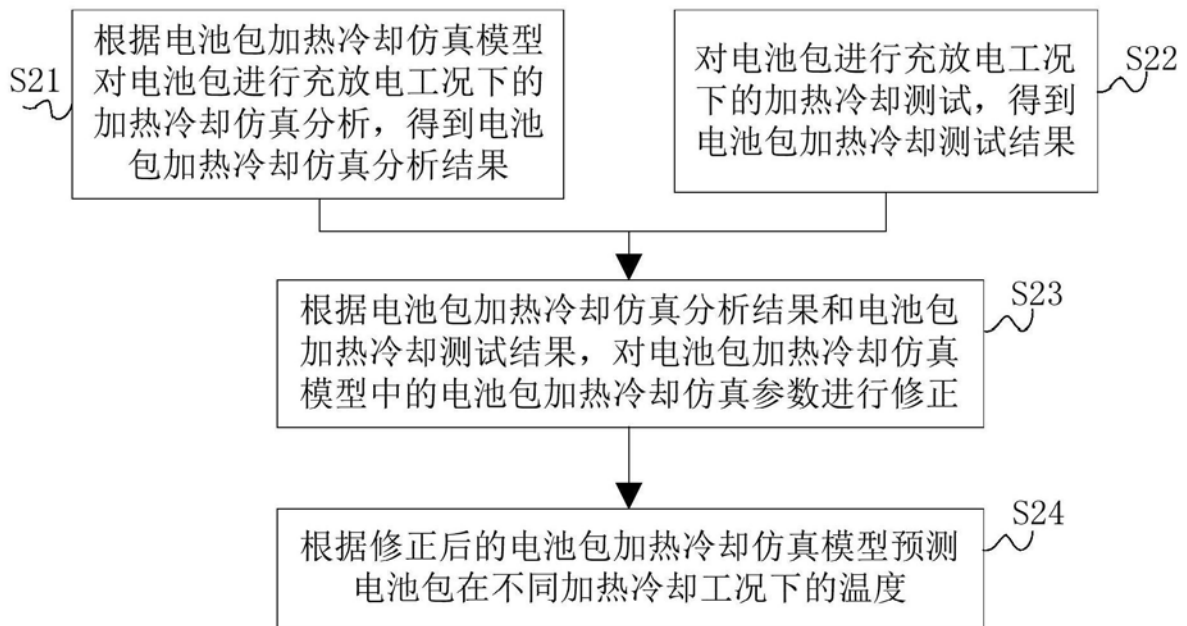 S21
根据电池包加热冷却仿真模型
对电池包进行充放电工况下的
加热冷却仿真分析，得到电池
包加热冷却仿真分析结果
S22
对电池包进行充放电工况
下的加热冷却测试，得到
电池包加热冷却测试结果
S23
根据电池包加热冷却仿真分析结果和电池包
加热冷却测试结果，对电池包加热冷却仿真
模型中的电池包加热冷却仿真参数进行修正
S24
根据修正后的电池包加热冷却仿真模型预测
电池包在不同加热冷却工况下的温度